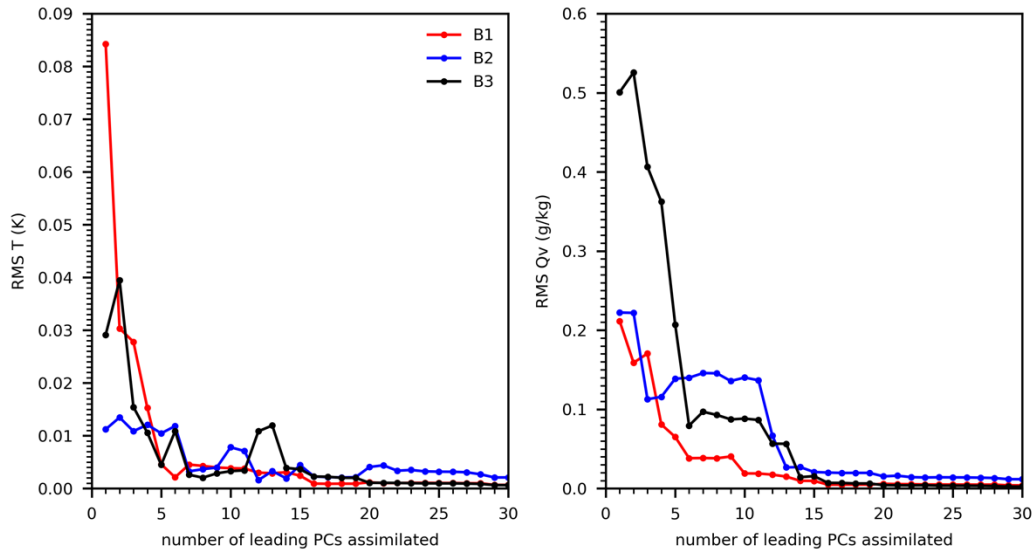 0.09
0.08
0.07
0.06
0.05
0.04
0.03
0.02
0.01
0.00
RMS T (K)
0 5 10 15 20 25 30
number of leading PCs assimilated
B1
B2
B3
0.6
0.5
0.4
0.3
0.2
0.1
0.0
RMS Qv (g/kg)
0 5 10 15 20 25 30
number of leading PCs assimilated